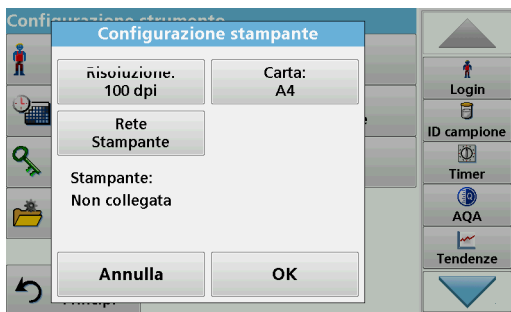 Configurazione strumento
Configurazione stampante
Risoluzione:
100 dpi
Carta:
A4
Rete
Stampante
Stampante:
Non collegata
Annulla
OK
Login
ID campione
Timer
AQA
Tendenze